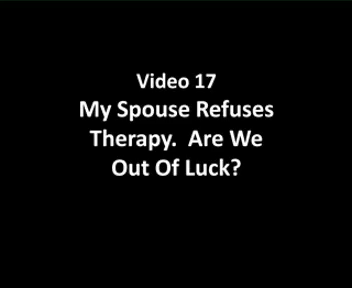 Video 17
My Spouse Refuses
Therapy.  Are We
Out Of Luck?